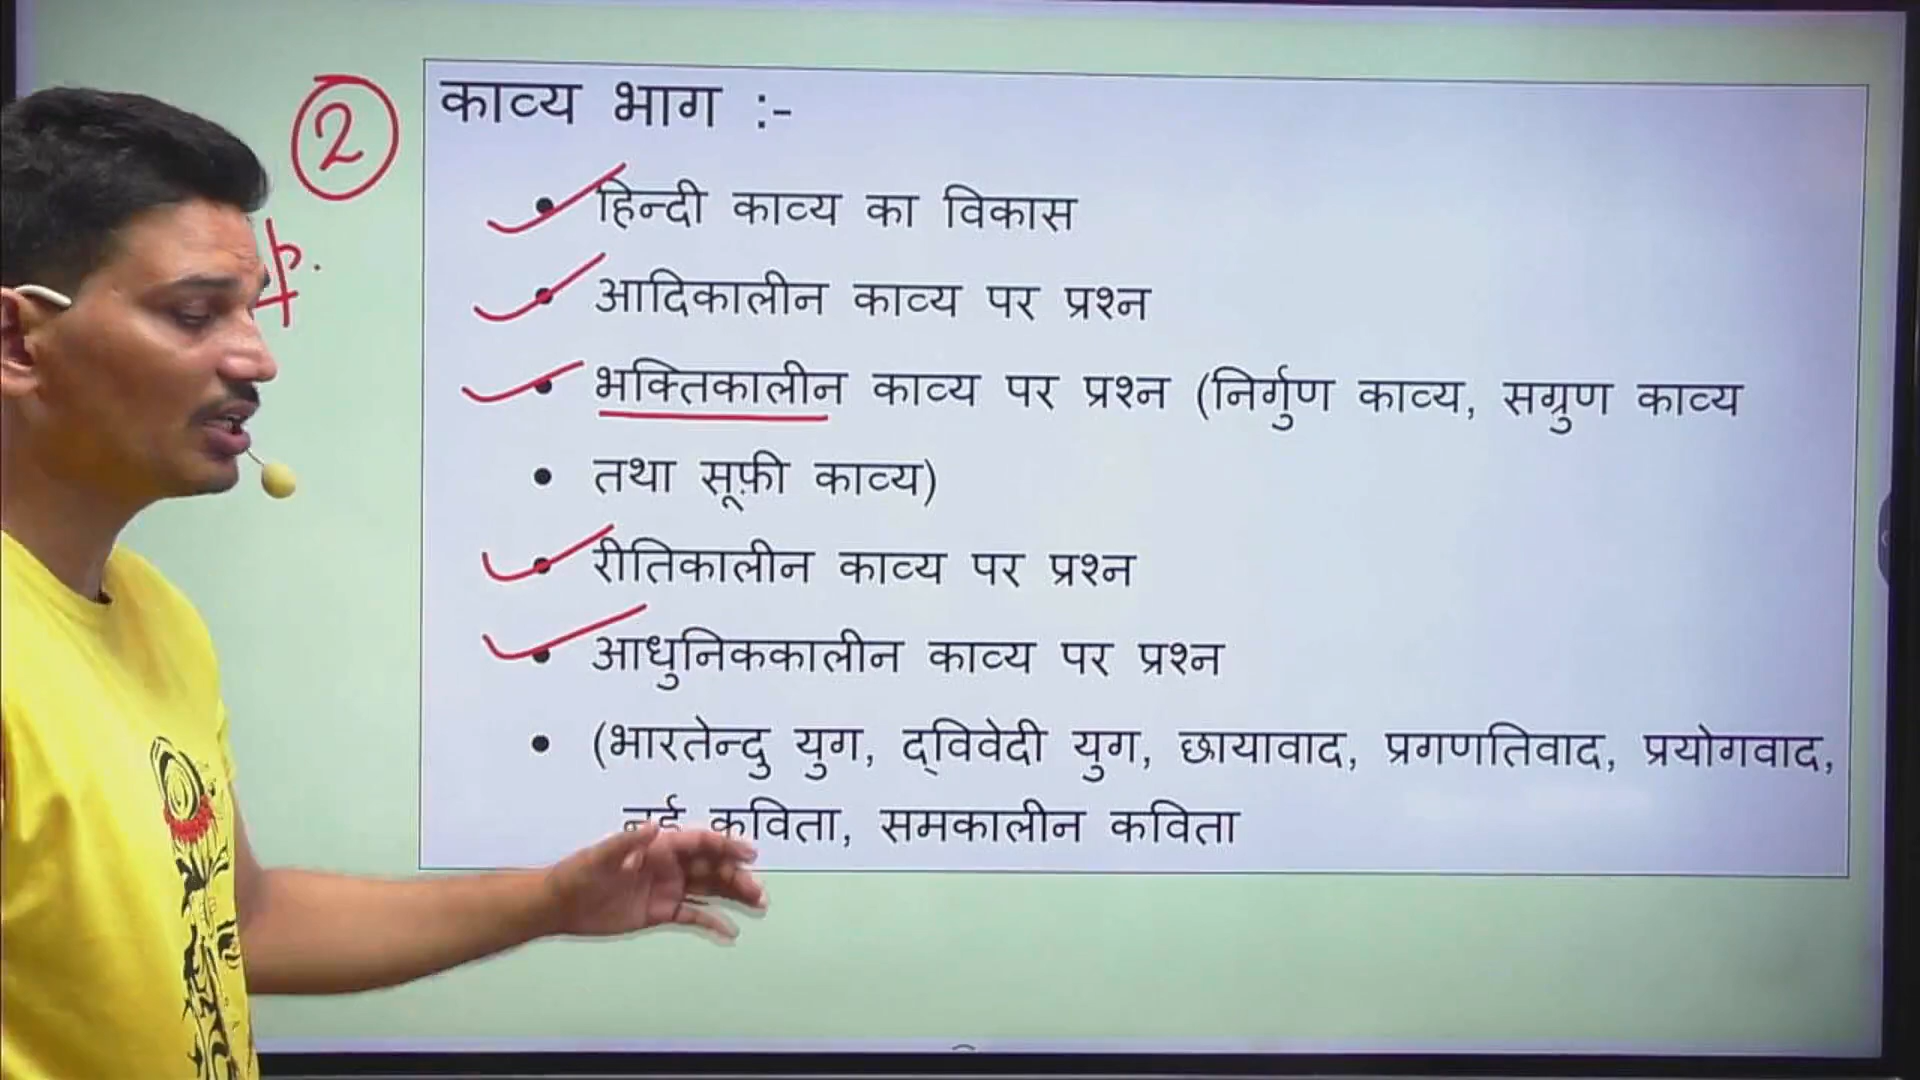 ② काव्य भाग :-
• हिन्दी काव्य का विकास
• आदिकालीन काव्य पर प्रश्न
• भक्तिकालीन काव्य पर प्रश्न (निर्गुण काव्य, सग्रुण काव्य
• तथा सूफ़ी काव्य)
• रीतिकालीन काव्य पर प्रश्न
• आधुनिककालीन काव्य पर प्रश्न
• (भारतेन्दु युग, द्विवेदी युग, छायावाद, प्रगणतिवाद, प्रयोगवाद,
नई कविता, समकालीन कविता